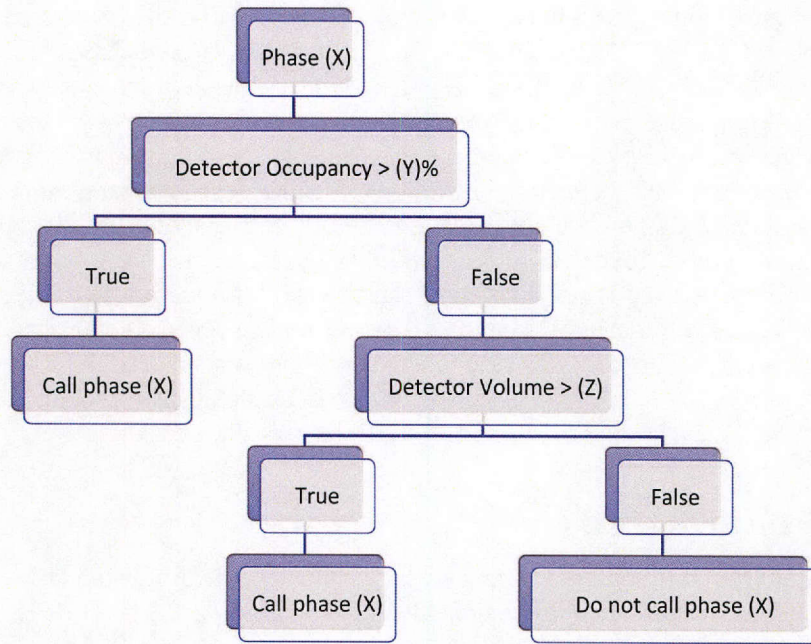 Phase (X)
Detector Occupancy > (Y)%
True
False
Call phase (X)
Detector Volume > (Z)
True
False
Call phase (X)
Do not call phase (X)